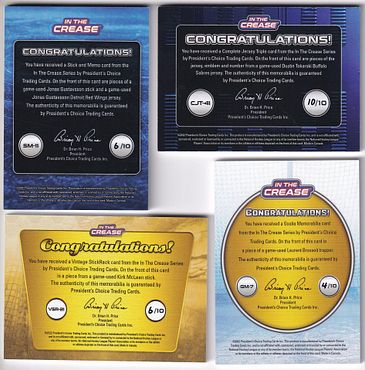 IN THE
CREASE
CONGRATULATIONS!
You have received a Stick and Memo card from the
In The Crease Series by President's Choice
Trading Cards. On the front of this card are pieces of a
game-used Jonas Gustavsson stick and a game-used
Jonas Gustavsson Detroit Red Wings jersey.
The authenticity of this memorabilia is guaranteed
by President's Choice Trading Cards.
Dr. Brian H. Price
President
President's Choice Trading Cards Inc.
SM-11
6/10
IN THE
CREASE
CONGRATULATIONS!
You have received a Complete Jersey Triple card from the In The Crease Series
by President's Choice Trading Cards. On the front of this card are pieces of the
jersey, emblem and number from a game-used Dustin Tokarski Buffalo
Sabres jersey. The authenticity of this memorabilia is guaranteed
by President's Choice Trading Cards.
CJT-41
10/10
Dr. Brian H. Price
President
President's Choice Trading Cards Inc.
IN THE
CREASE
Congratulations!
You have received a Vintage StickRack card from the In The Crease Series
by President's Choice Trading Cards. On the front of this card
is a piece from a game-used Kirk McLean stick.
The authenticity of this memorabilia is guaranteed
by President's Choice Trading Cards.
VSR-21
6/10
Dr. Brian H. Price
President
President's Choice Trading Cards Inc.
IN THE
CREASE
CONGRATULATIONS!
You have received a Goalie Memorabilia
card from the In The Crease Series
by President's Choice Trading
Cards. On the front of this card
is a piece from a game-used
Laurent Brossoit trapper.
The authenticity of this memorabilia
is guaranteed by President's
Choice Trading Cards.
GM-7
4/10
Dr. Brian H. Price
President
President's Choice
Trading Cards Inc.